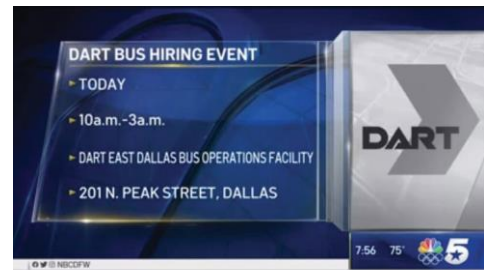 DART BUS HIRING EVENT
TODAY
10a.m.-3a.m.
DART EAST DALLAS BUS OPERATIONS FACILITY
201 N. PEAK STREET, DALLAS
DART
7:56 75°
5
NBCDFW